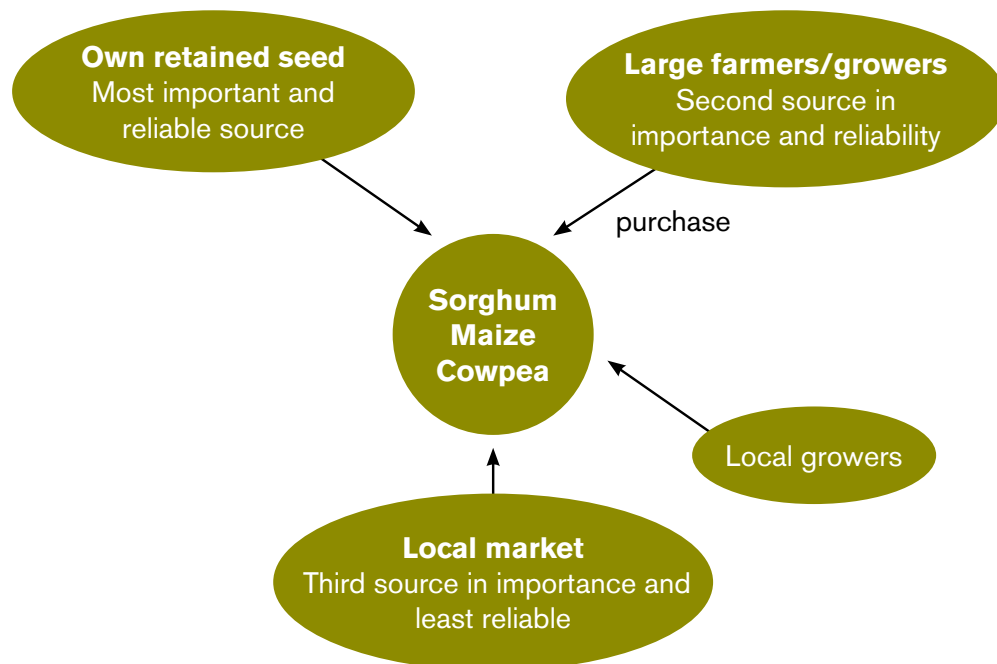 Own retained seed
Most important and
reliable source
Large farmers/growers
Second source in
importance and reliability
purchase
Sorghum
Maize
Cowpea
Local growers
Local market
Third source in importance and
least reliable